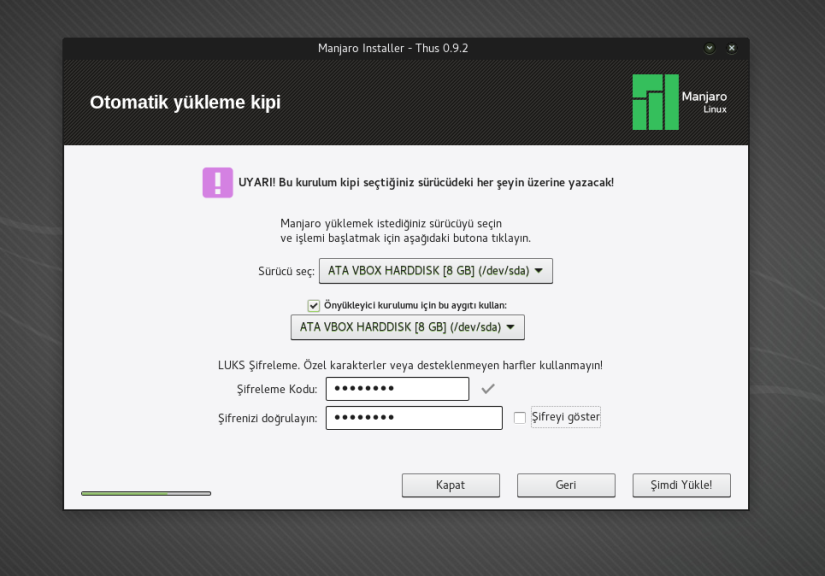 Manjaro Installer - Thus 0.9.2
Otomatik yükleme kipi
Manjaro
Linux
UYARI! Bu kurulum kipi seçtiğiniz sürücüdeki her şeyin üzerine yazacak!
Manjaro yüklemek istediğiniz sürücüyü seçin
ve işlemi başlatmak için aşağıdaki butona tıklayın.
Sürücü seç: ATA VBOX HARDDISK [8 GB] (/dev/sda)
Önyükleyici kurulumu için bu aygıtı kullan:
ATA VBOX HARDDISK [8 GB] (/dev/sda)
LUKS Şifreleme. Özel karakterler veya desteklenmeyen harfler kullanmayın!
Şifreleme Kodu: ●●●●●●●●
Şifrenizi doğrulayın: ●●●●●●●● Şifreyi göster
Kapat Geri Şimdi Yükle!